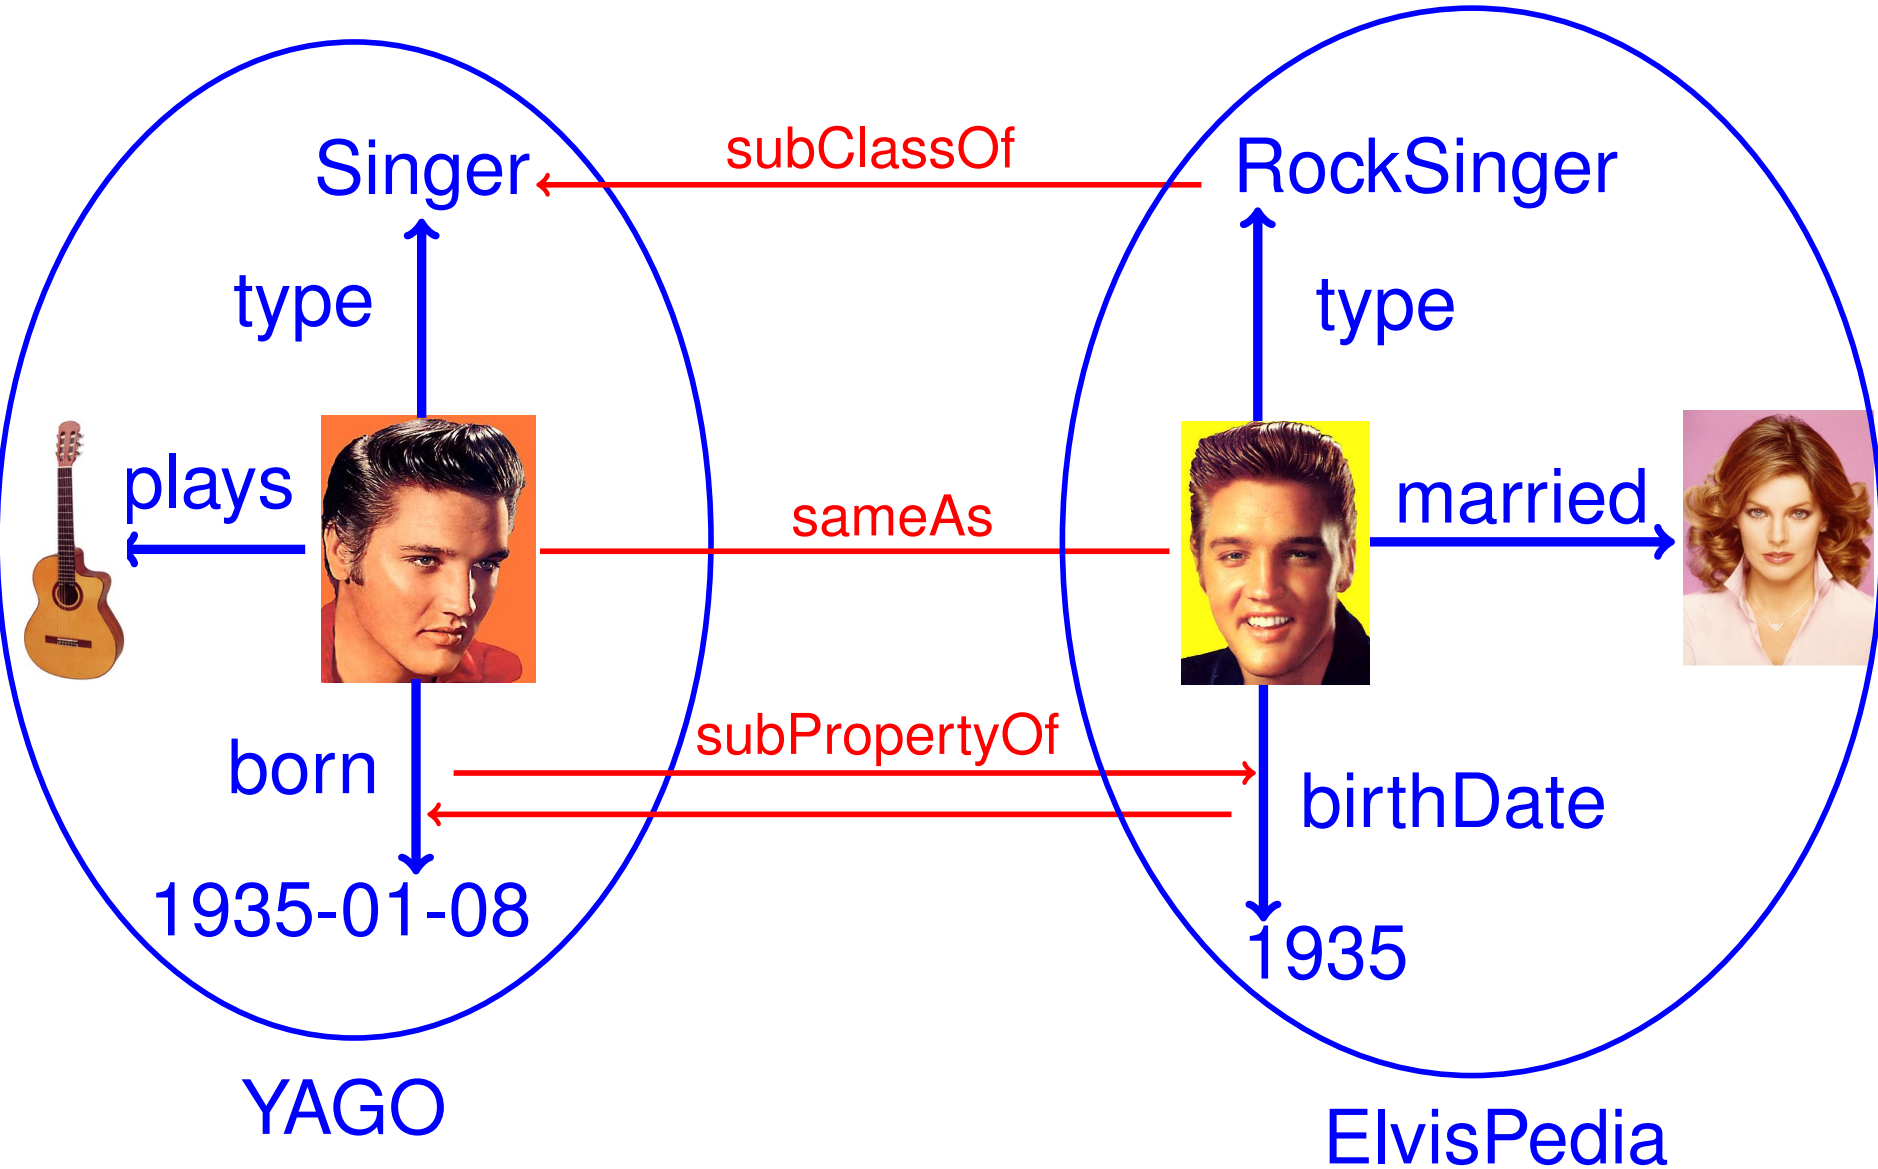 subClassOf
Singer
RockSinger
type
type
plays
married
sameAs
subPropertyOf
born
birthDate
1935-01-08
1935
YAGO
ElvisPedia